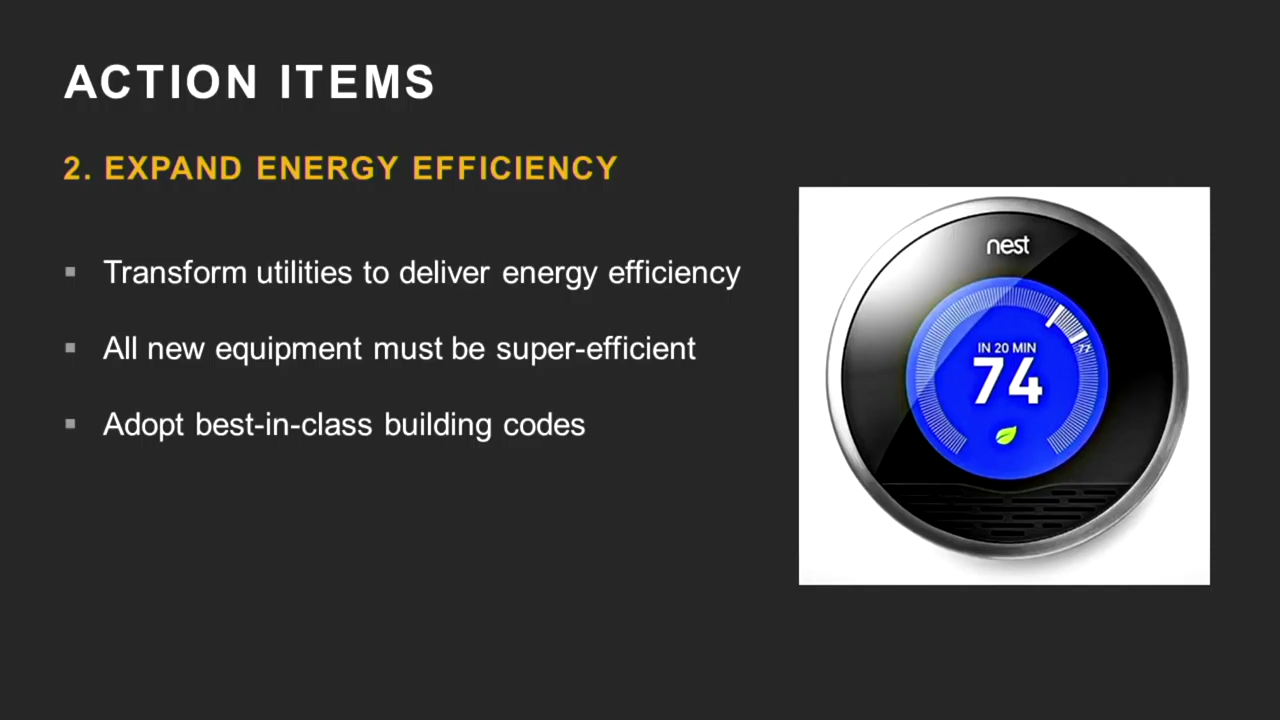 ACTION ITEMS
2. EXPAND ENERGY EFFICIENCY
Transform utilities to deliver energy efficiency
All new equipment must be super-efficient
Adopt best-in-class building codes
nest
IN 20 MIN
77
74